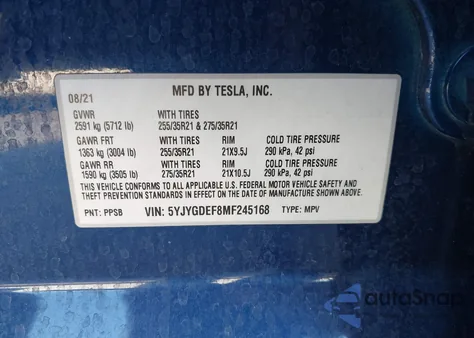 MFD BY TESLA, INC.
08/21
GVWR WITH TIRES
2591 kg (5712 lb) 255/35R21 & 275/35R21
GAWR FRT WITH TIRES RIM COLD TIRE PRESSURE
1363 kg (3004 lb) 255/35R21 21X9.5J 290 kPa, 42 psi
GAWR RR WITH TIRES RIM COLD TIRE PRESSURE
1590 kg (3505 lb) 275/35R21 21X10.5J 290 kPa, 42 psi
THIS VEHICLE CONFORMS TO ALL APPLICABLE U.S. FEDERAL MOTOR VEHICLE SAFETY AND
THEFT PREVENTION STANDARDS IN EFFECT ON THE DATE OF MANUFACTURE SHOWN ABOVE.
PNT: PPSB VIN: 5YJYGDEF8MF245168 TYPE: MPV
autoSnap